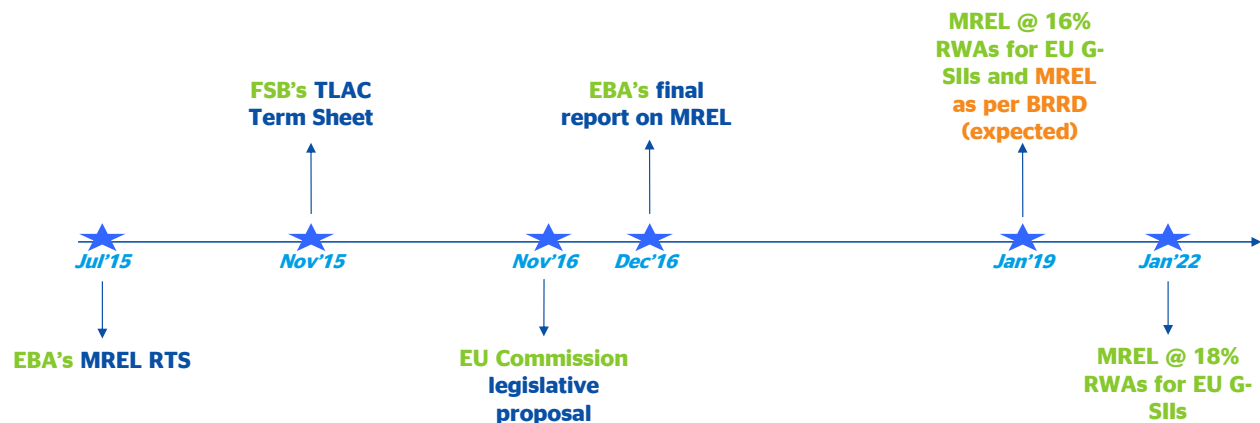 MREL @ 16%
RWAs for EU G-
SIIs and MREL
as per BRRD
(expected)
FSB's TLAC
Term Sheet
EBA's final
report on MREL
Jul'15
Nov'15
Nov'16
Dec'16
Jan'19
Jan'22
EBA's MREL RTS
EU Commission
legislative
proposal
MREL @ 18%
RWAs for EU G-
SIIs